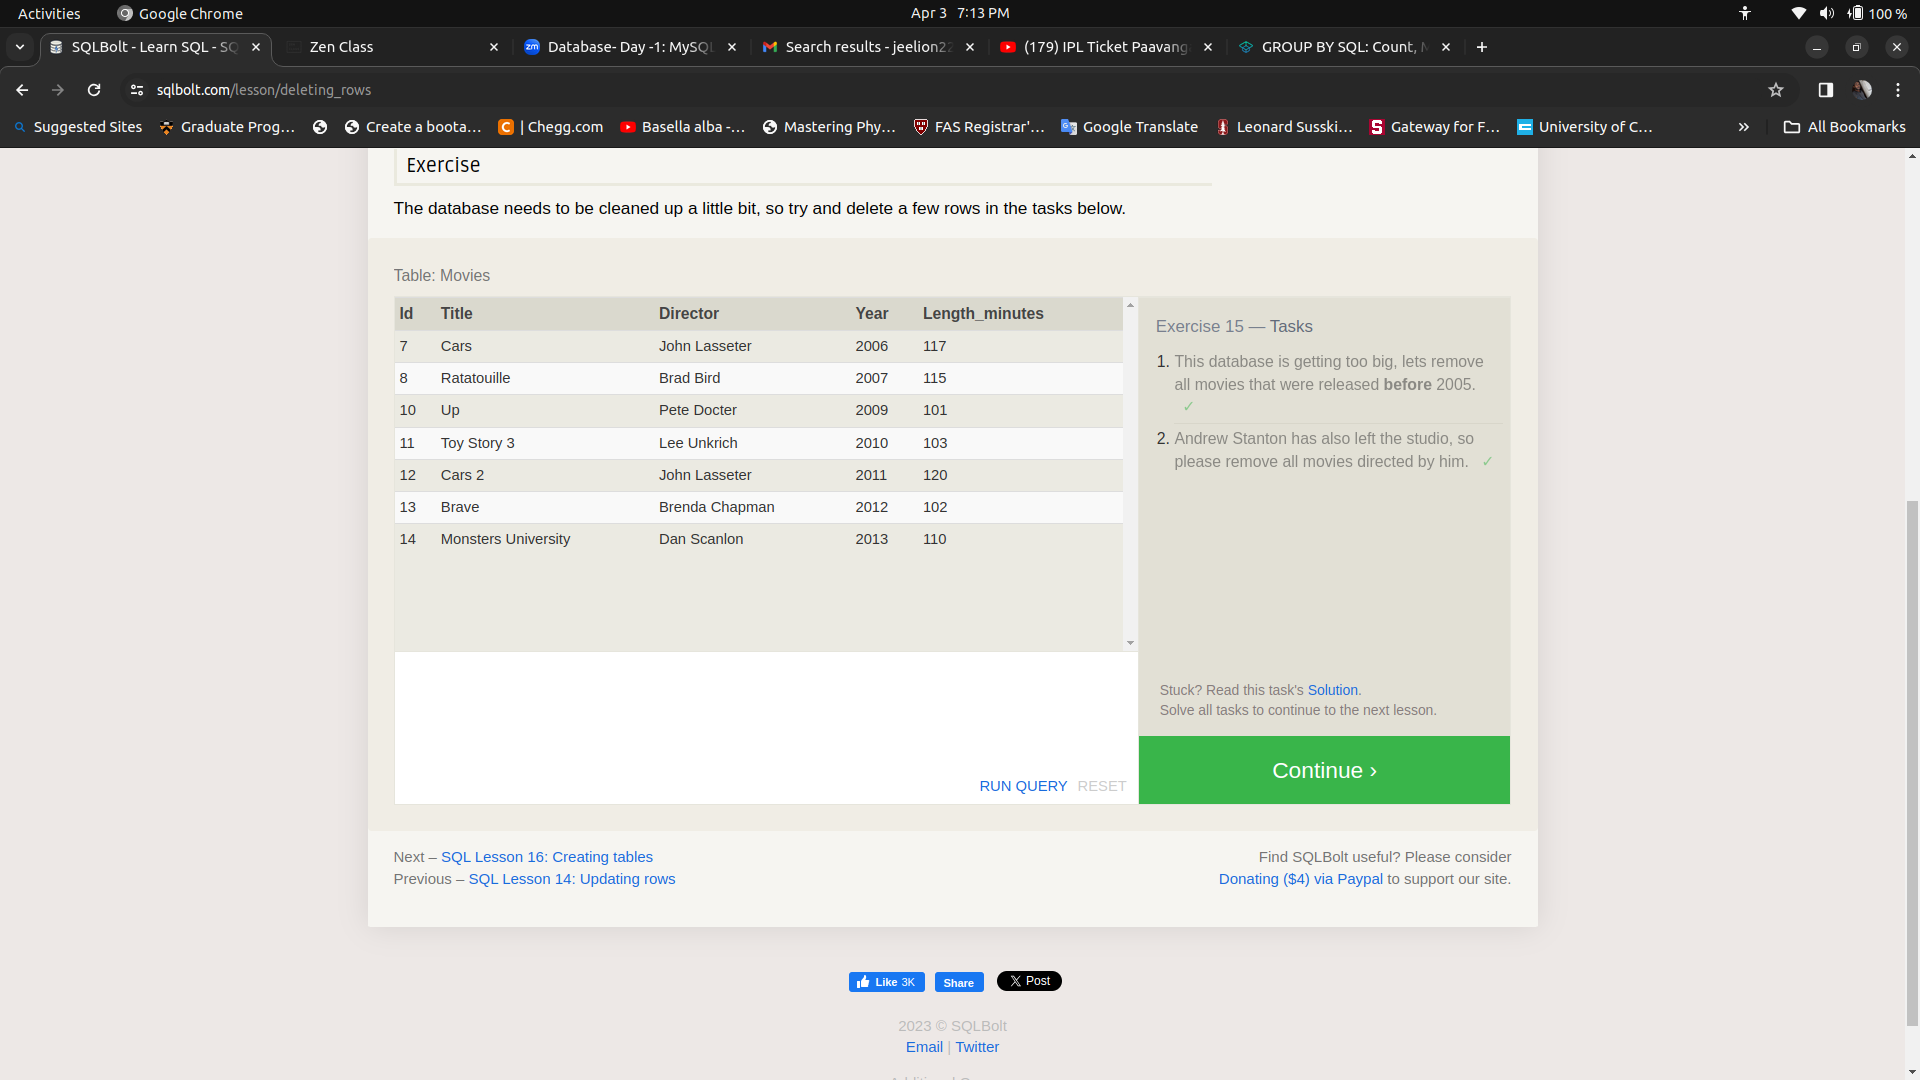 Activities
Google Chrome
Apr 3 7:13 PM
100 %
SQLBolt - Learn SQL - SQ
Zen Class
Database- Day -1: MySQL
Search results - jeelion22
(179) IPL Ticket Paavang
GROUP BY SQL: Count, M
sqlbolt.com/lesson/deleting_rows
Suggested Sites
Graduate Prog...
Create a boota...
| Chegg.com
Basella alba -...
Mastering Phy...
FAS Registrar'...
Google Translate
Leonard Susski...
Gateway for F...
University of C...
All Bookmarks
Exercise
The database needs to be cleaned up a little bit, so try and delete a few rows in the tasks below.
Table: Movies
Id Title Director Year Length_minutes
7 Cars John Lasseter 2006 117
8 Ratatouille Brad Bird 2007 115
10 Up Pete Docter 2009 101
11 Toy Story 3 Lee Unkrich 2010 103
12 Cars 2 John Lasseter 2011 120
13 Brave Brenda Chapman 2012 102
14 Monsters University Dan Scanlon 2013 110
RUN QUERY RESET
Exercise 15 — Tasks
1. This database is getting too big, lets remove
all movies that were released before 2005.
✓
2. Andrew Stanton has also left the studio, so
please remove all movies directed by him. ✓
Stuck? Read this task's Solution.
Solve all tasks to continue to the next lesson.
Continue ›
Next – SQL Lesson 16: Creating tables
Previous – SQL Lesson 14: Updating rows
Find SQLBolt useful? Please consider
Donating ($4) via Paypal to support our site.
Like 3K
Share
Post
2023 © SQLBolt
Email | Twitter